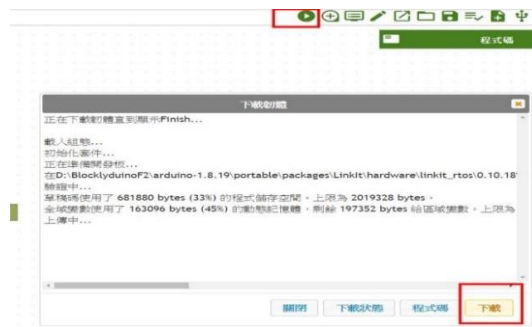 程式碼
下載韌體
正在下載韌體直到顯示Finish...
載入組態...
初始化套件...
正在準備開發板...
在D:\BlocklyduinoF2\arduino-1.8.19\portable\packages\LinkIt\hardware\linkit_rtos\0.10.18\
驗證中...
草稿碼使用了 681880 bytes (33%) 的程式儲存空間。上限為 2019328 bytes。
全域變數使用了 163096 bytes (45%) 的動態記憶體，剩餘 197352 bytes 給區域變數。上限為
上傳中...
關閉 下載狀態 程式碼 下載